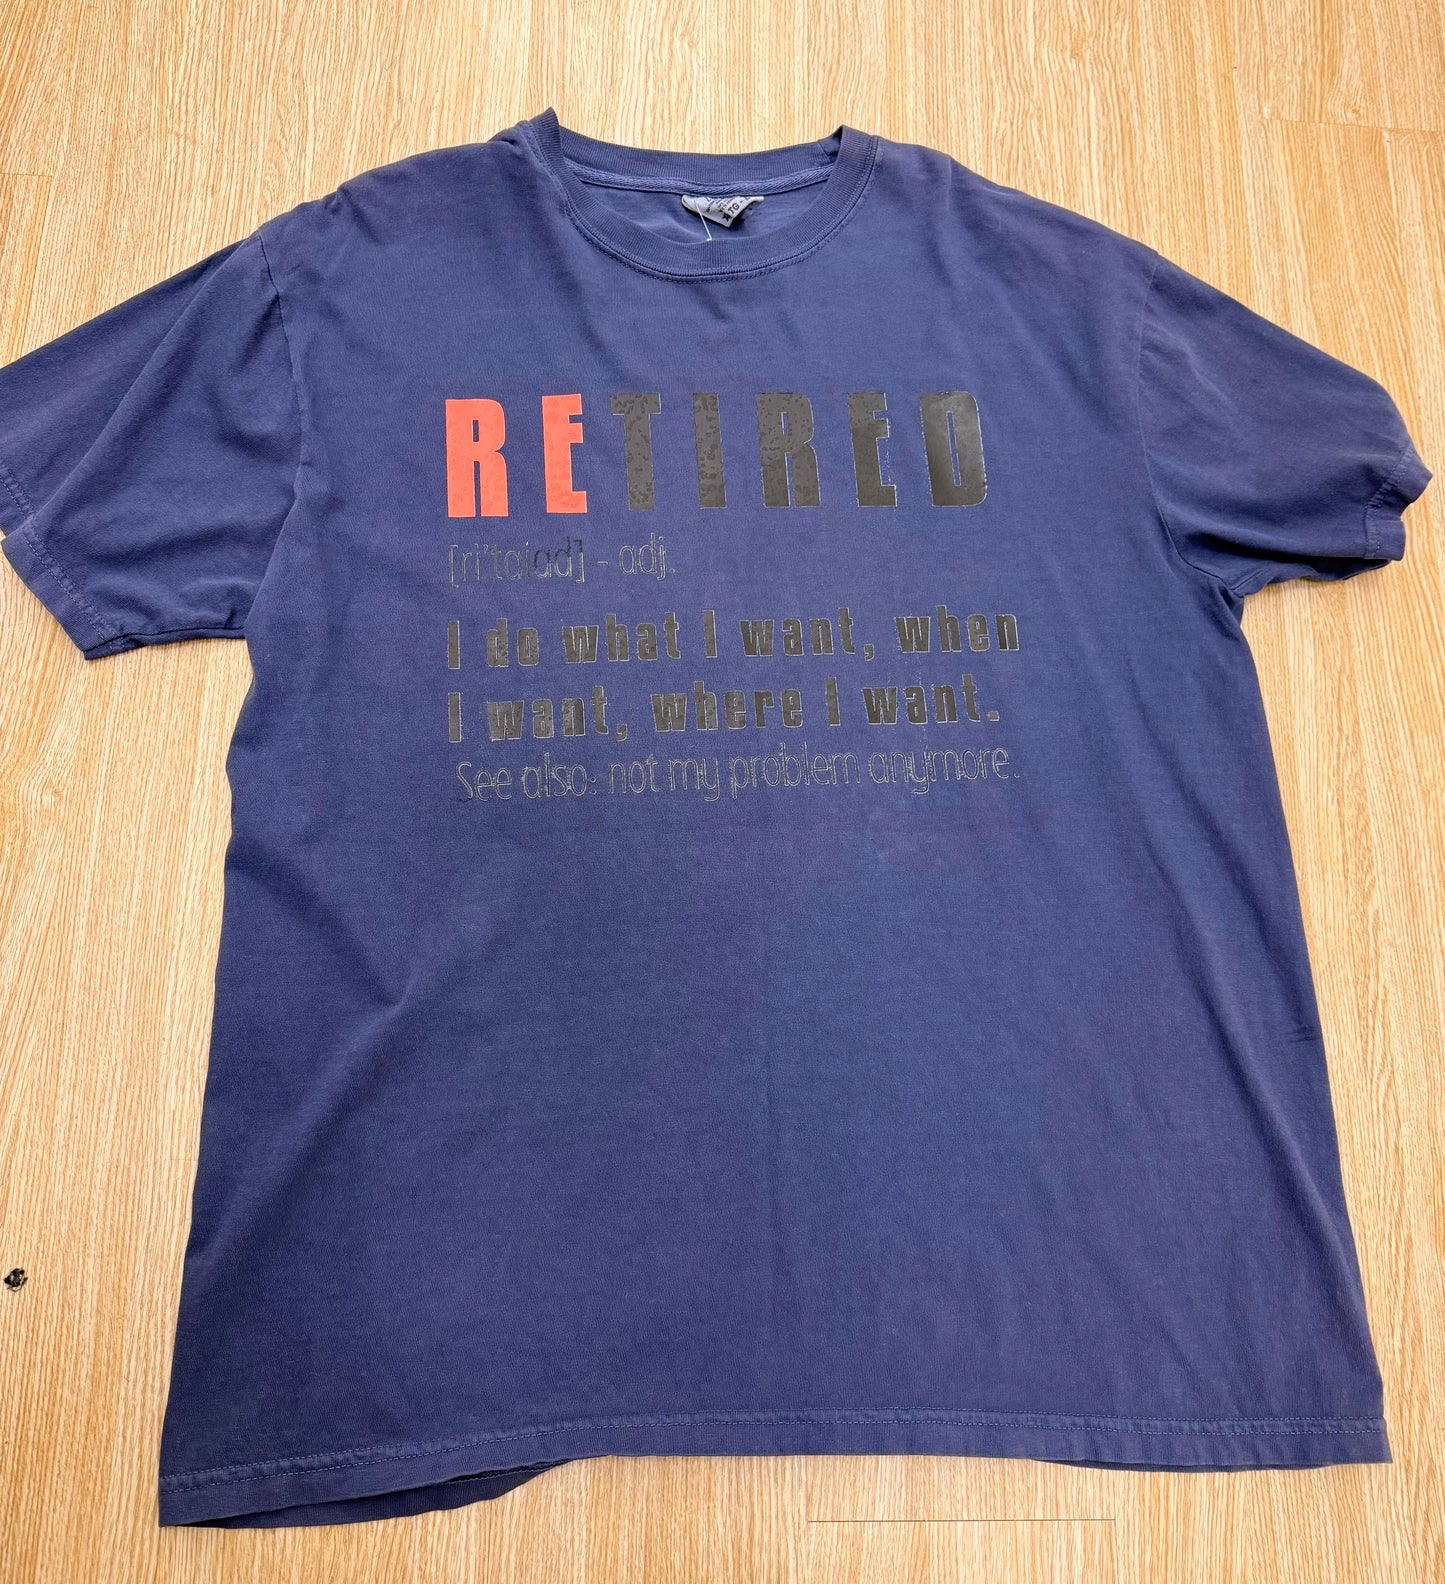 RETIRED
[ri'taiad] - adj.
I do what I want, when
I want, where I want.
See also: not my problem anymore.